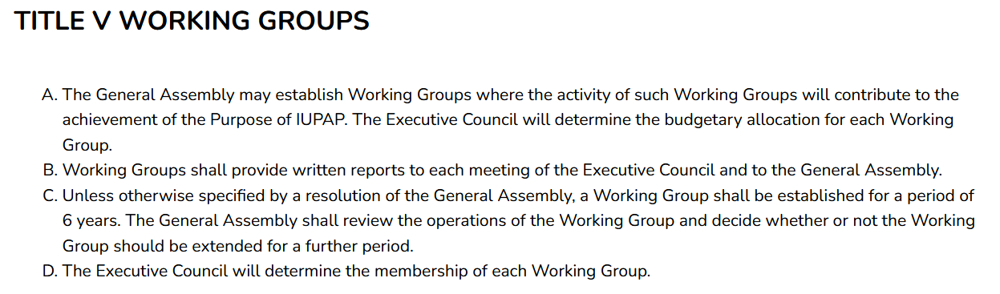 TITLE V WORKING GROUPS
A. The General Assembly may establish Working Groups where the activity of such Working Groups will contribute to the
achievement of the Purpose of IUPAP. The Executive Council will determine the budgetary allocation for each Working
Group.
B. Working Groups shall provide written reports to each meeting of the Executive Council and to the General Assembly.
C. Unless otherwise specified by a resolution of the General Assembly, a Working Group shall be established for a period of
6 years. The General Assembly shall review the operations of the Working Group and decide whether or not the Working
Group should be extended for a further period.
D. The Executive Council will determine the membership of each Working Group.